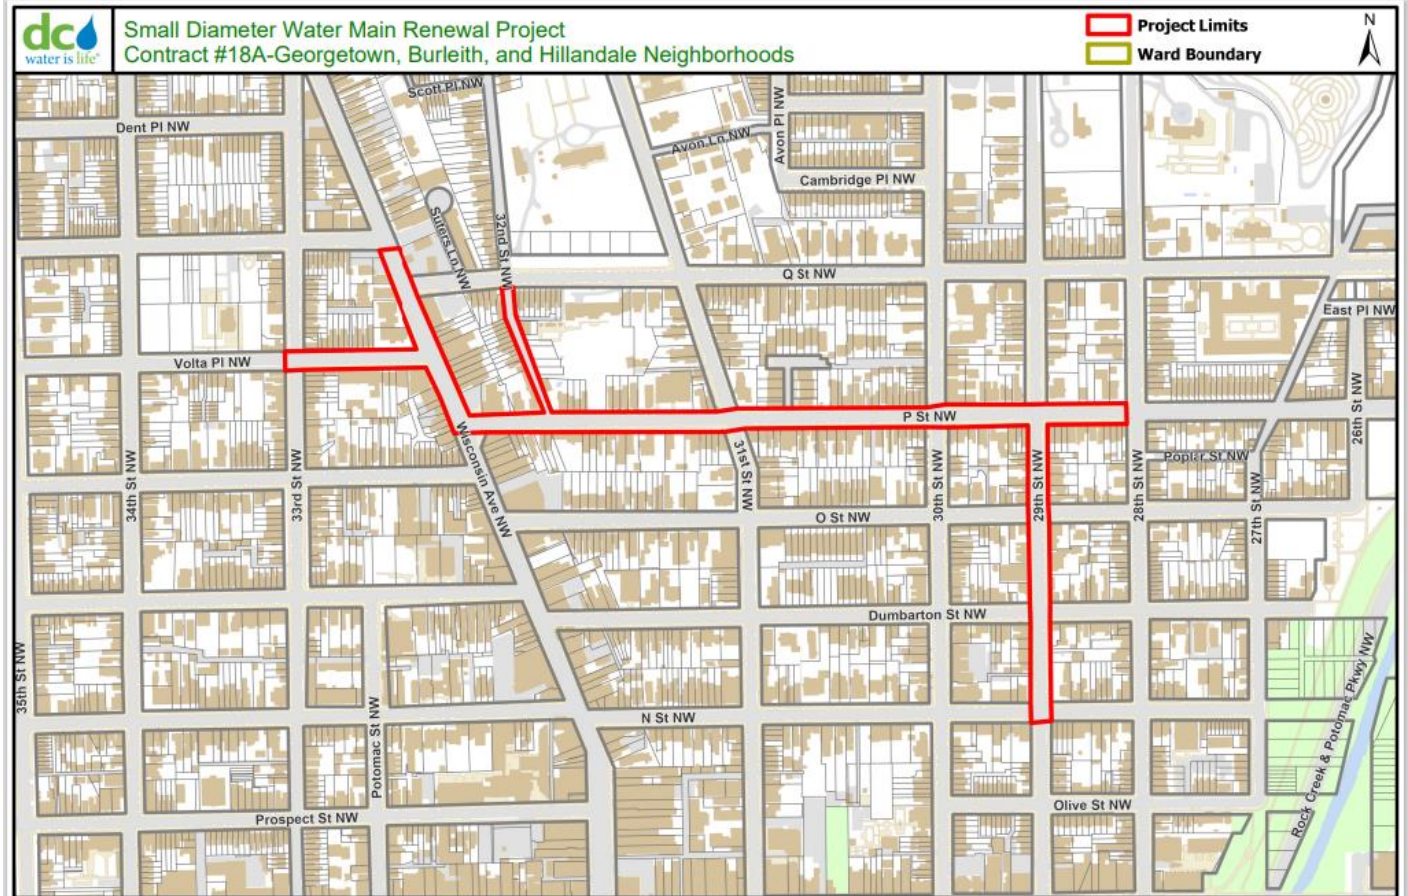 dc
water is life®
Small Diameter Water Main Renewal Project
Contract #18A-Georgetown, Burleith, and Hillandale Neighborhoods
Project Limits
Ward Boundary
N
Scott Pl NW
Dent Pl NW
Avon Pl NW
Avon Ln NW
Cambridge Pl NW
Suters Ln NW
32nd St NW
Q St NW
East Pl NW
Volta Pl NW
P St NW
26th St NW
Wisconsin Ave NW
31st St NW
Poplar St NW
34th St NW
33rd St NW
30th St NW
29th St NW
28th St NW
27th St NW
O St NW
Dumbarton St NW
35th St NW
Potomac St NW
N St NW
Rock Creek & Potomac Pkwy NW
Olive St NW
Prospect St NW